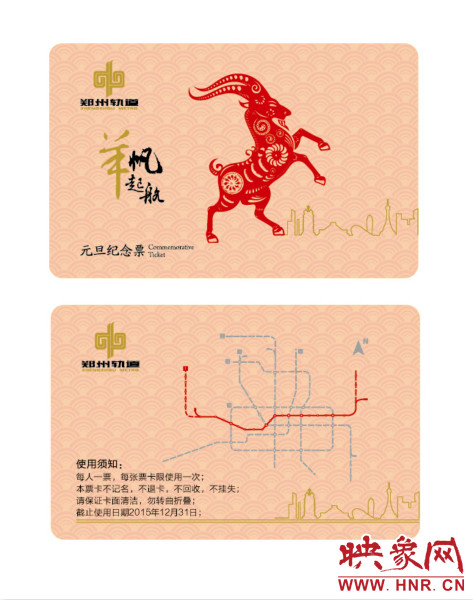 郑州轨道
ZHENGZHOU METRO
羊帆起航
元旦纪念票 Commemorative Ticket
郑州轨道
ZHENGZHOU METRO
使用须知：
每人一票，每张票卡限使用一次；
本票卡不记名，不退卡，不回收，不挂失；
请保证卡面清洁，勿转曲折叠；
截止使用日期2015年12月31日；
映象网
WWW.HNR.CN